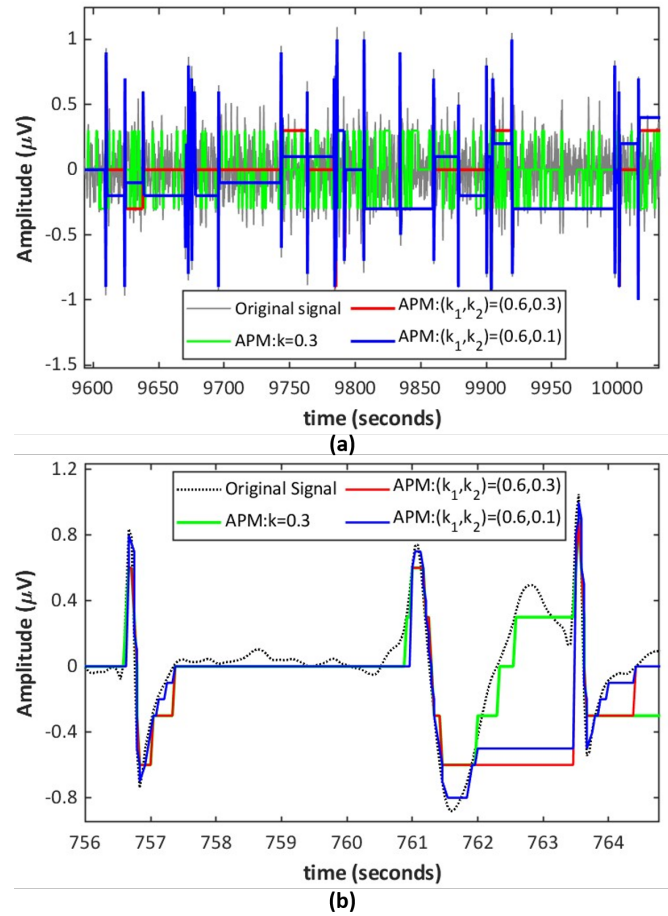 1
0.5
0
-0.5
-1
-1.5
Amplitude (μV)
Original signal
APM:(k1,k2)=(0.6,0.3)
APM:k=0.3
APM:(k1,k2)=(0.6,0.1)
9600 9650 9700 9750 9800 9850 9900 9950 10000
time (seconds)
(a)
1.2
0.8
0.4
0
-0.4
-0.8
Amplitude (μV)
Original Signal
APM:(k1,k2)=(0.6,0.3)
APM:k=0.3
APM:(k1,k2)=(0.6,0.1)
756 757 758 759 760 761 762 763 764
time (seconds)
(b)